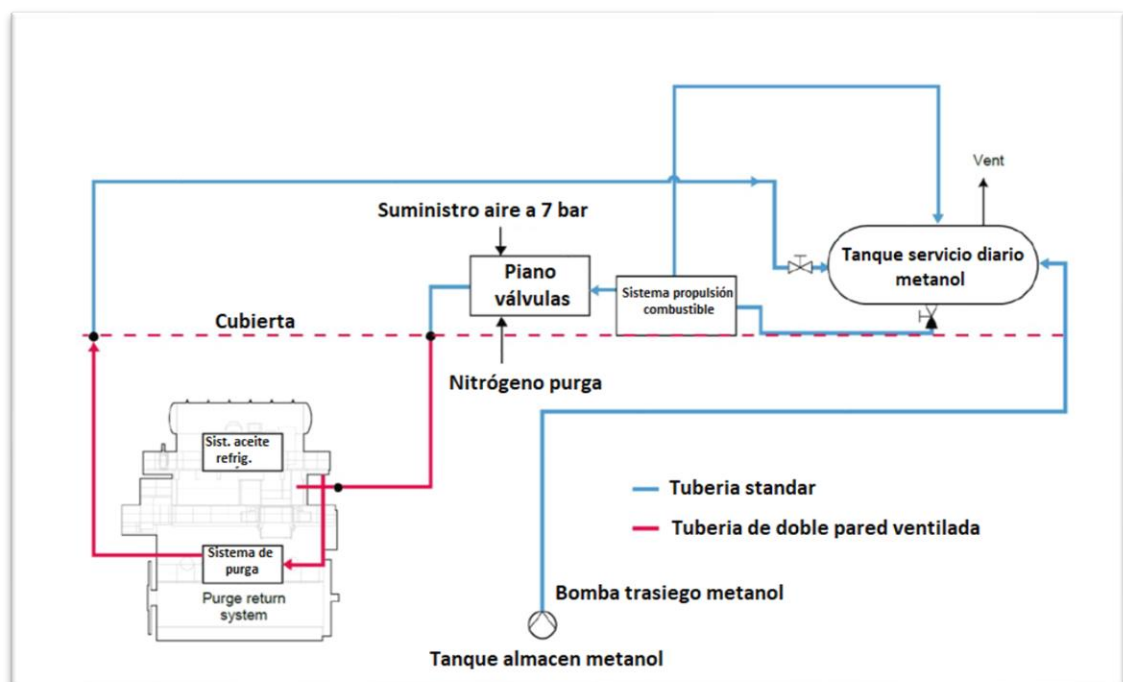 Vent
Suministro aire a 7 bar
Tanque servicio diario
metanol
Piano
válvulas
Sistema propulsión
combustible
Cubierta
Nitrógeno purga
Sist. aceite
refrig.
Tuberia standar
Tuberia de doble pared ventilada
Sistema de
purga
Purge return
system
Bomba trasiego metanol
Tanque almacen metanol